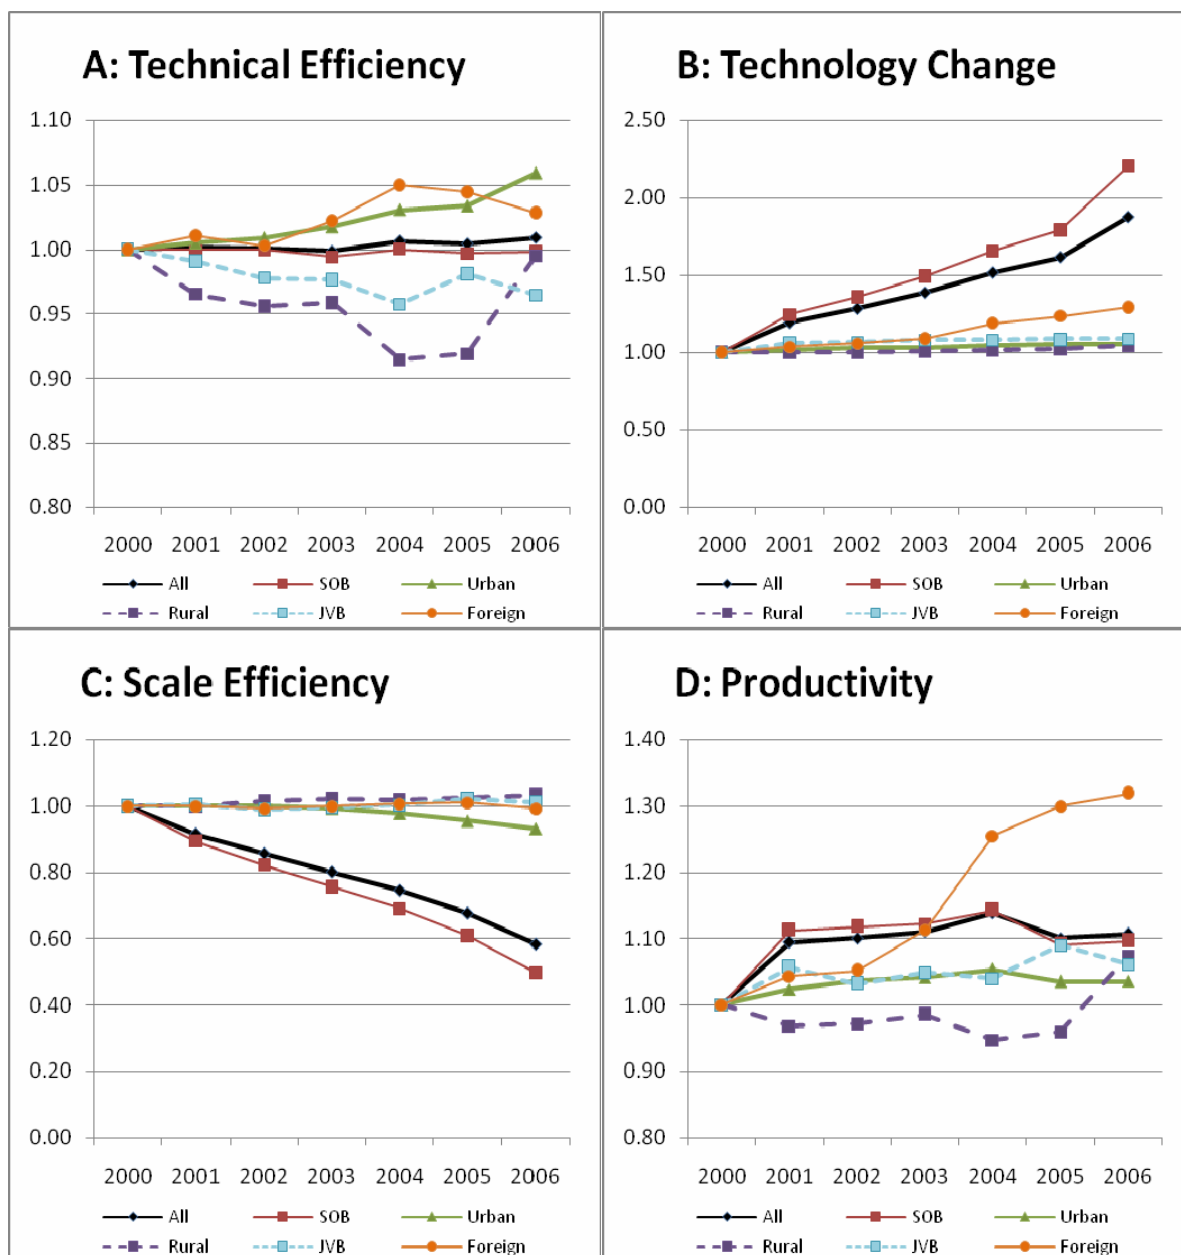 A: Technical Efficiency
1.10
1.05
1.00
0.95
0.90
0.85
0.80
2000 2001 2002 2003 2004 2005 2006
All SOB Urban
Rural JVB Foreign
B: Technology Change
2.50
2.00
1.50
1.00
0.50
0.00
2000 2001 2002 2003 2004 2005 2006
All SOB Urban
Rural JVB Foreign
C: Scale Efficiency
1.20
1.00
0.80
0.60
0.40
0.20
0.00
2000 2001 2002 2003 2004 2005 2006
All SOB Urban
Rural JVB Foreign
D: Productivity
1.40
1.30
1.20
1.10
1.00
0.90
0.80
2000 2001 2002 2003 2004 2005 2006
All SOB Urban
Rural JVB Foreign